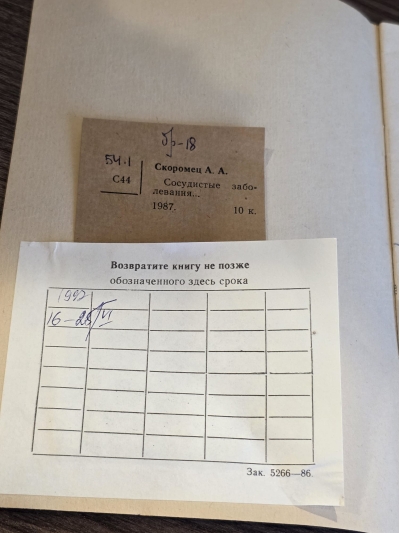 бр-18
54.1
С44
Скоромец А. А.
Сосудистые забо-
левания...
1987. 10 к.
Возвратите книгу не позже
обозначенного здесь срока
1992
16-28/VI
Зак. 5266—86.